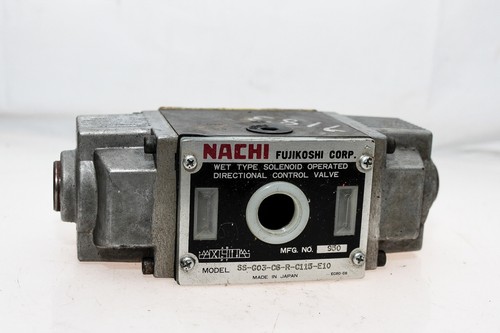 NACHI FUJIKOSHI CORP.
WET TYPE SOLENOID OPERATED
DIRECTIONAL CONTROL VALVE
MFG. NO. 930
MODEL SS-G03-C6-R-C115-E10
MADE IN JAPAN